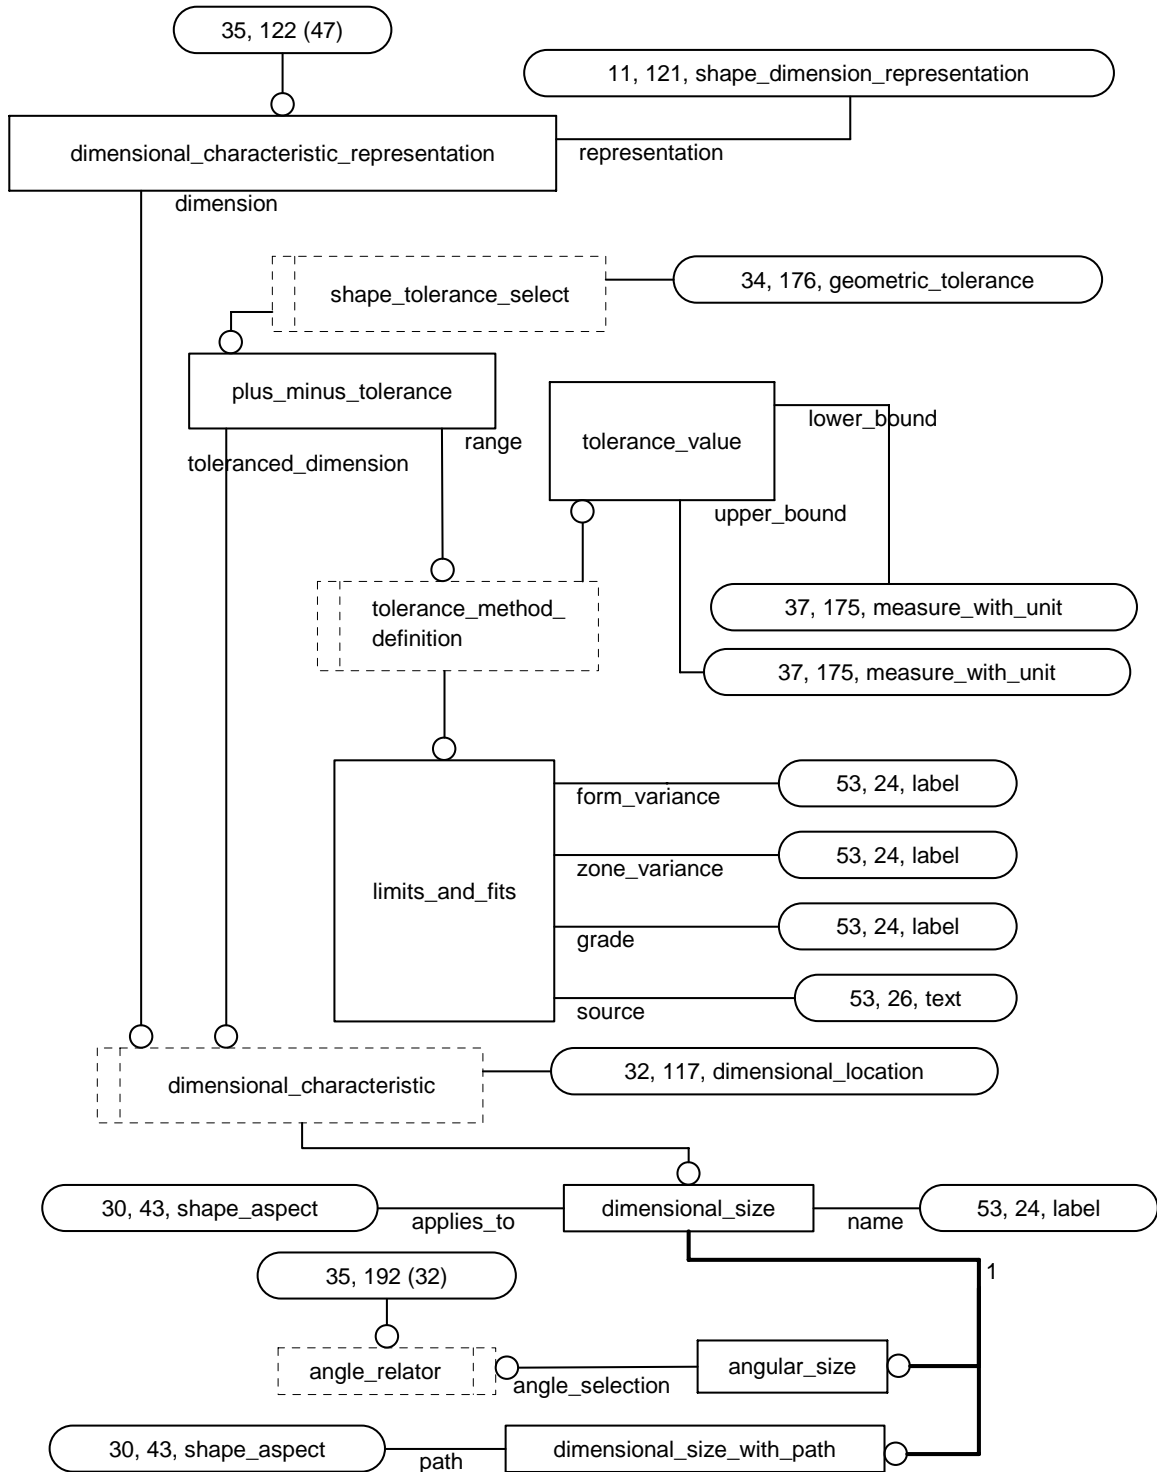 35, 122 (47)
11, 121, shape_dimension_representation
dimensional_characteristic_representation
representation
dimension
shape_tolerance_select
34, 176, geometric_tolerance
plus_minus_tolerance
lower_bound
range
tolerance_value
toleranced_dimension
upper_bound
tolerance_method_
definition
37, 175, measure_with_unit
37, 175, measure_with_unit
form_variance
53, 24, label
zone_variance
53, 24, label
limits_and_fits
grade
53, 24, label
source
53, 26, text
dimensional_characteristic
32, 117, dimensional_location
30, 43, shape_aspect
applies_to
dimensional_size
name
53, 24, label
35, 192 (32)
1
angle_relator
angle_selection
angular_size
30, 43, shape_aspect
path
dimensional_size_with_path